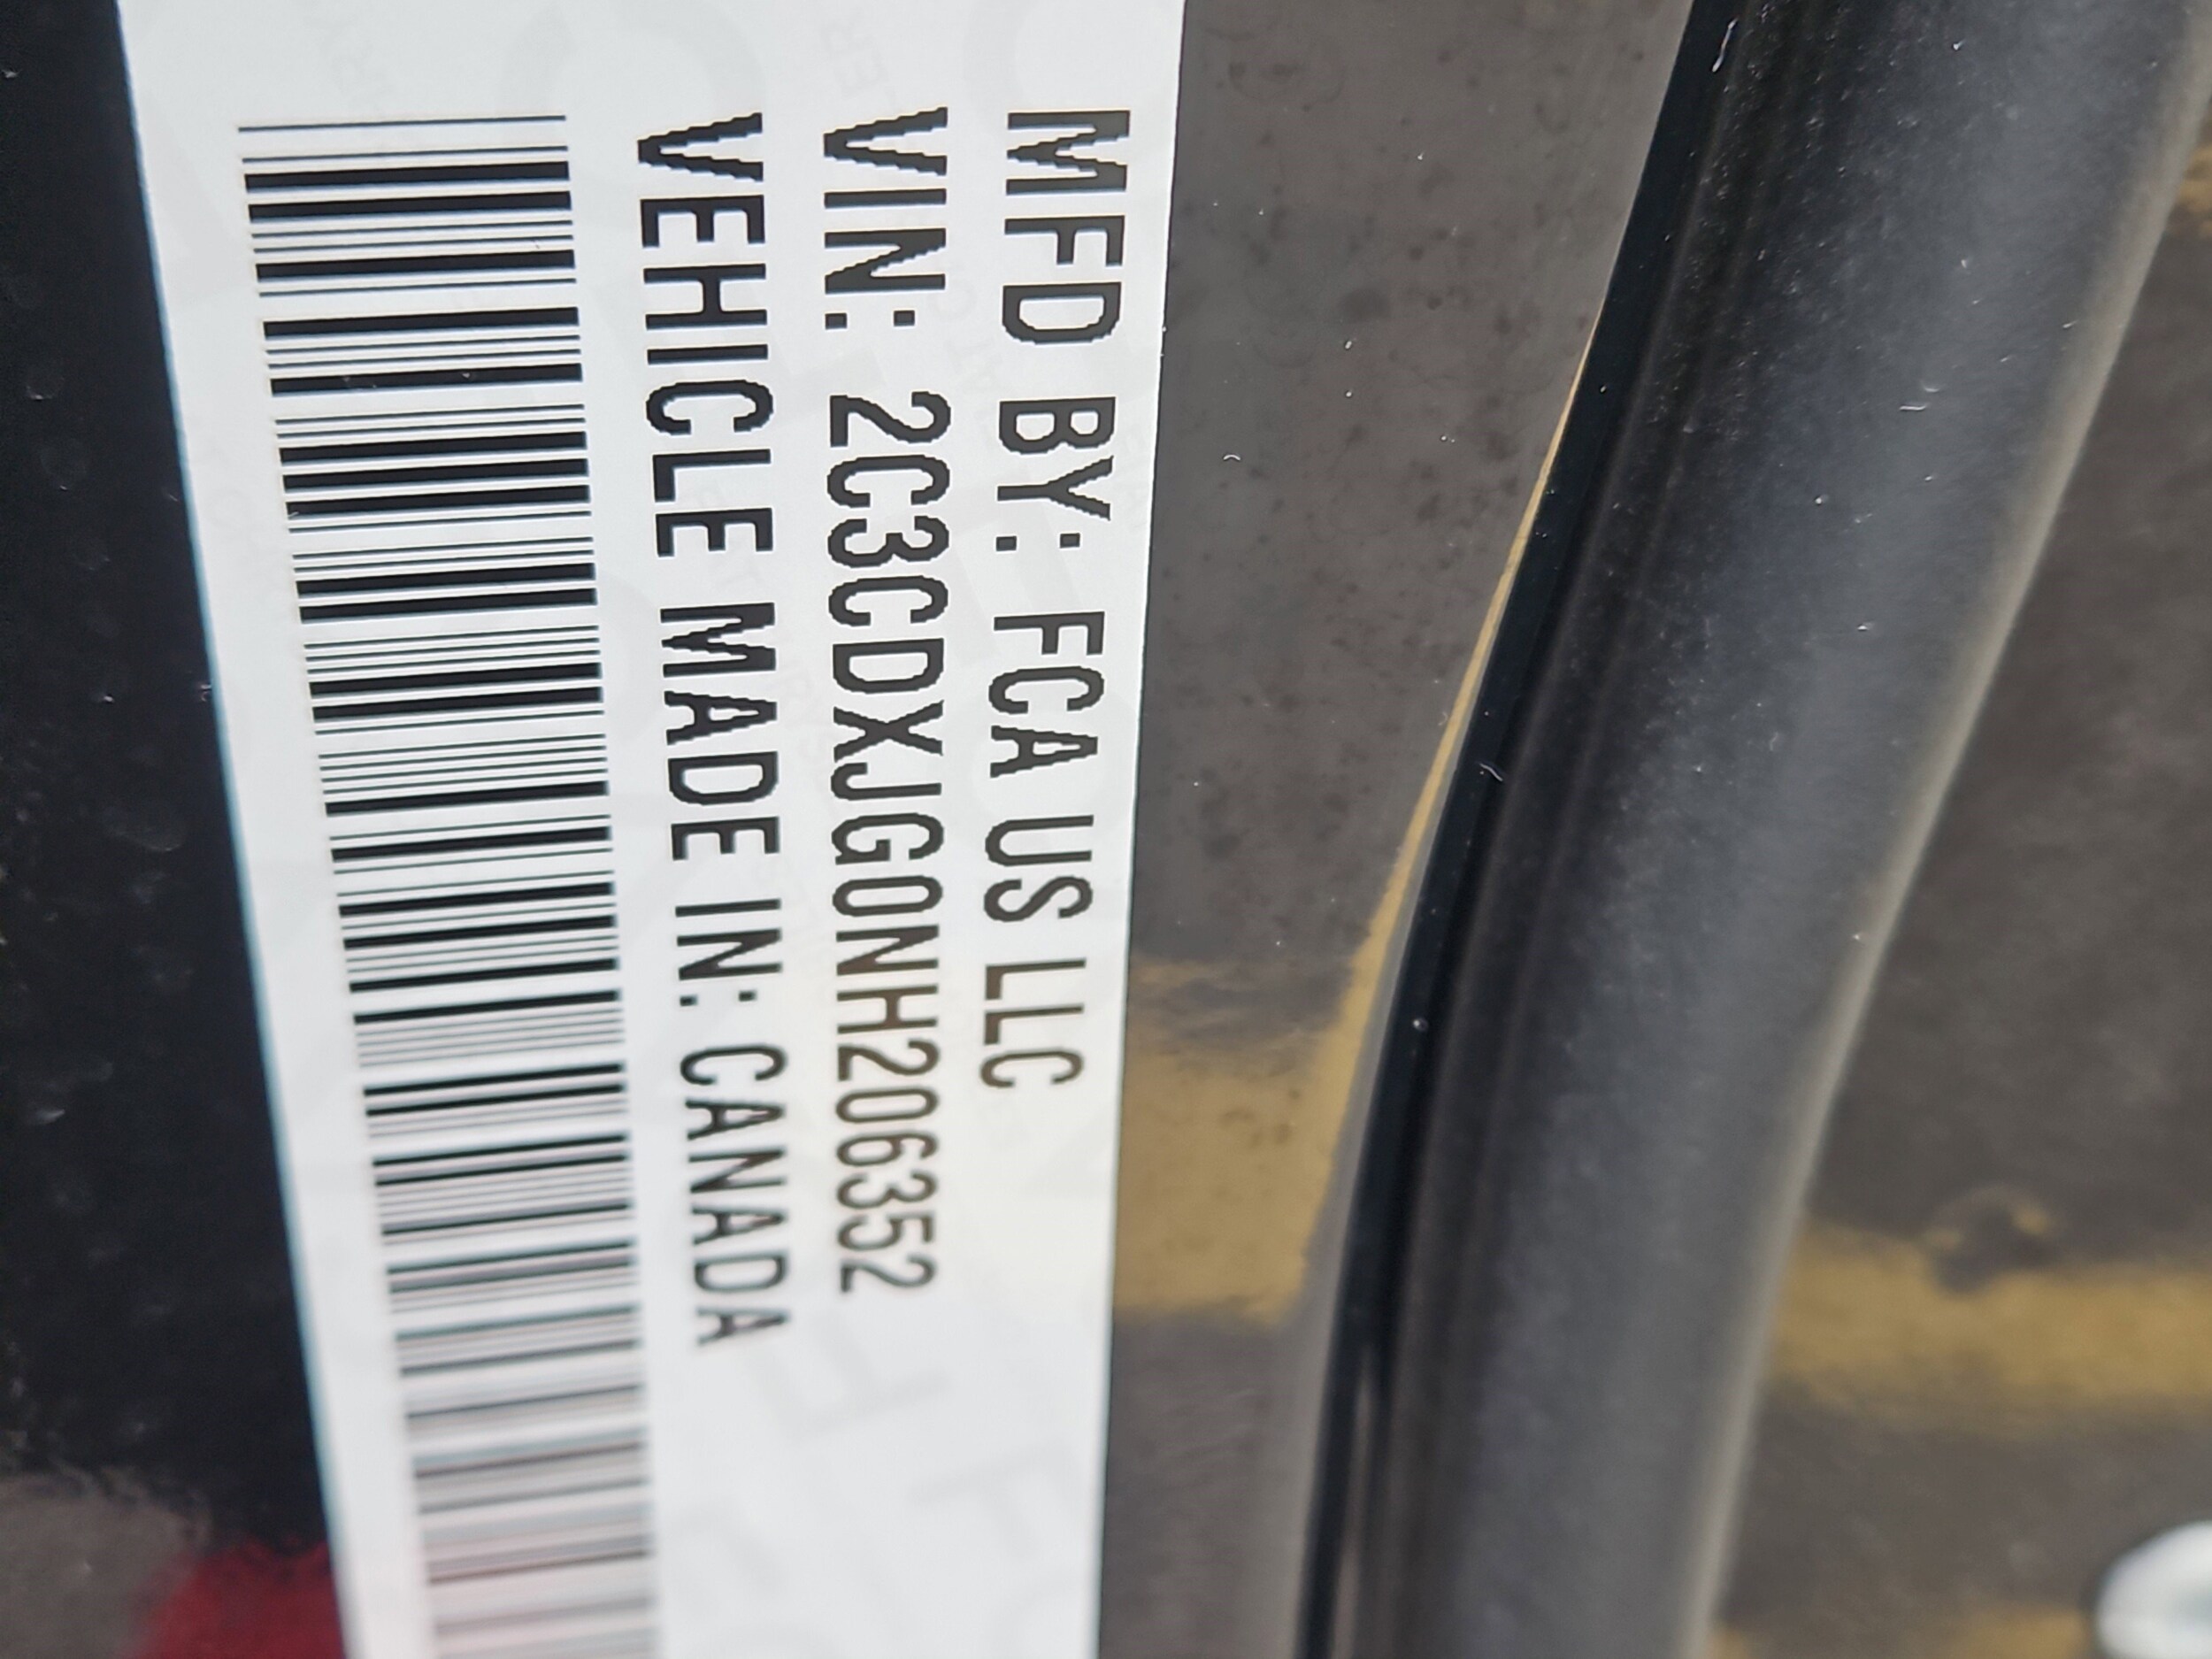 MFD BY: FCA US LLC
VIN: 2C3CDXJG0NH206352
VEHICLE MADE IN: CANADA